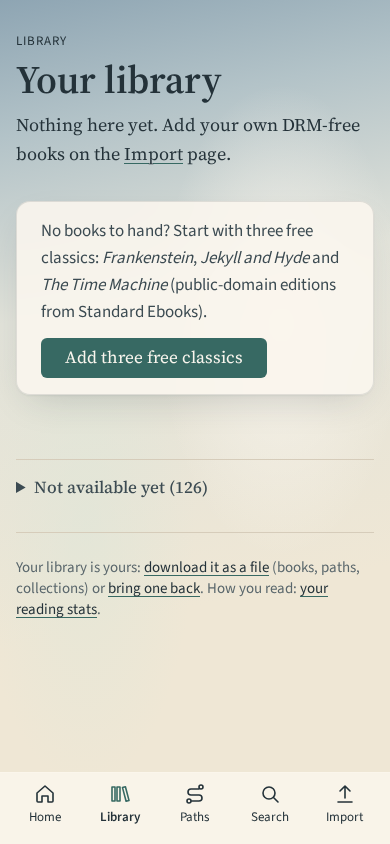 LIBRARY
Your library
Nothing here yet. Add your own DRM-free
books on the Import page.
No books to hand? Start with three free
classics: Frankenstein, Jekyll and Hyde and
The Time Machine (public-domain editions
from Standard Ebooks).
Add three free classics
Not available yet (126)
Your library is yours: download it as a file (books, paths,
collections) or bring one back. How you read: your
reading stats.
Home Library Paths Search Import